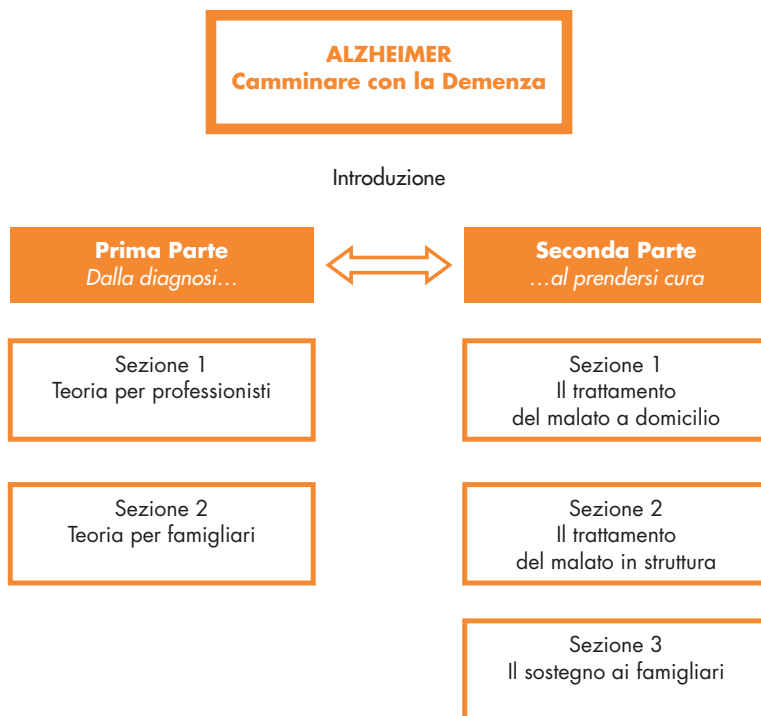 ALZHEIMER
Camminare con la Demenza
Introduzione
Prima Parte
Dalla diagnosi…
Seconda Parte
…al prendersi cura
Sezione 1
Teoria per professionisti
Sezione 2
Teoria per famigliari
Sezione 1
Il trattamento
del malato a domicilio
Sezione 2
Il trattamento
del malato in struttura
Sezione 3
Il sostegno ai famigliari